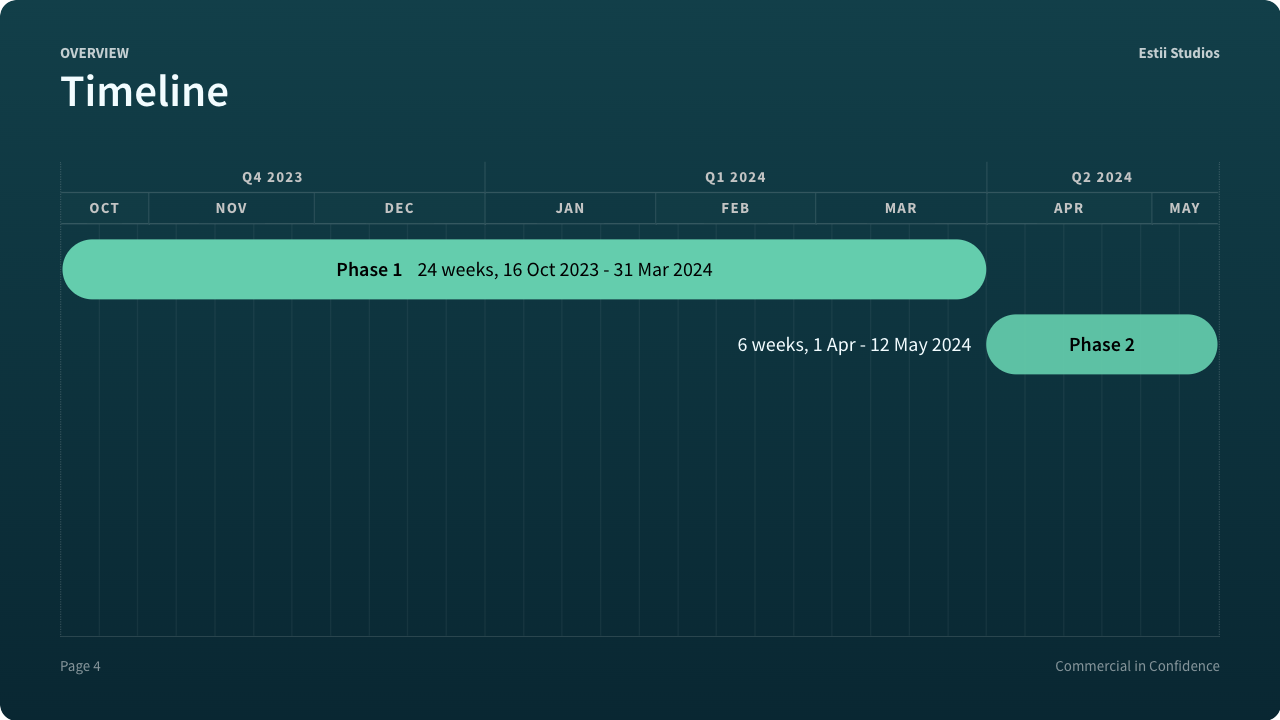 OVERVIEW
Estii Studios
Timeline
Q4 2023
Q1 2024
Q2 2024
OCT
NOV
DEC
JAN
FEB
MAR
APR
MAY
Phase 1 24 weeks, 16 Oct 2023 - 31 Mar 2024
6 weeks, 1 Apr - 12 May 2024
Phase 2
Page 4
Commercial in Confidence